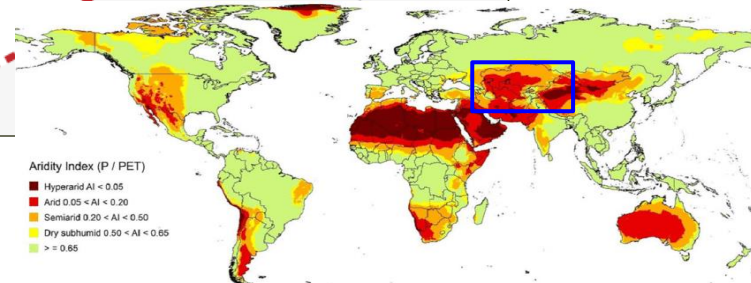 Aridity Index (P / PET)
Hyperarid AI < 0.05
Arid 0.05 < AI < 0.20
Semiarid 0.20 < AI < 0.50
Dry subhumid 0.50 < AI < 0.65
> = 0.65